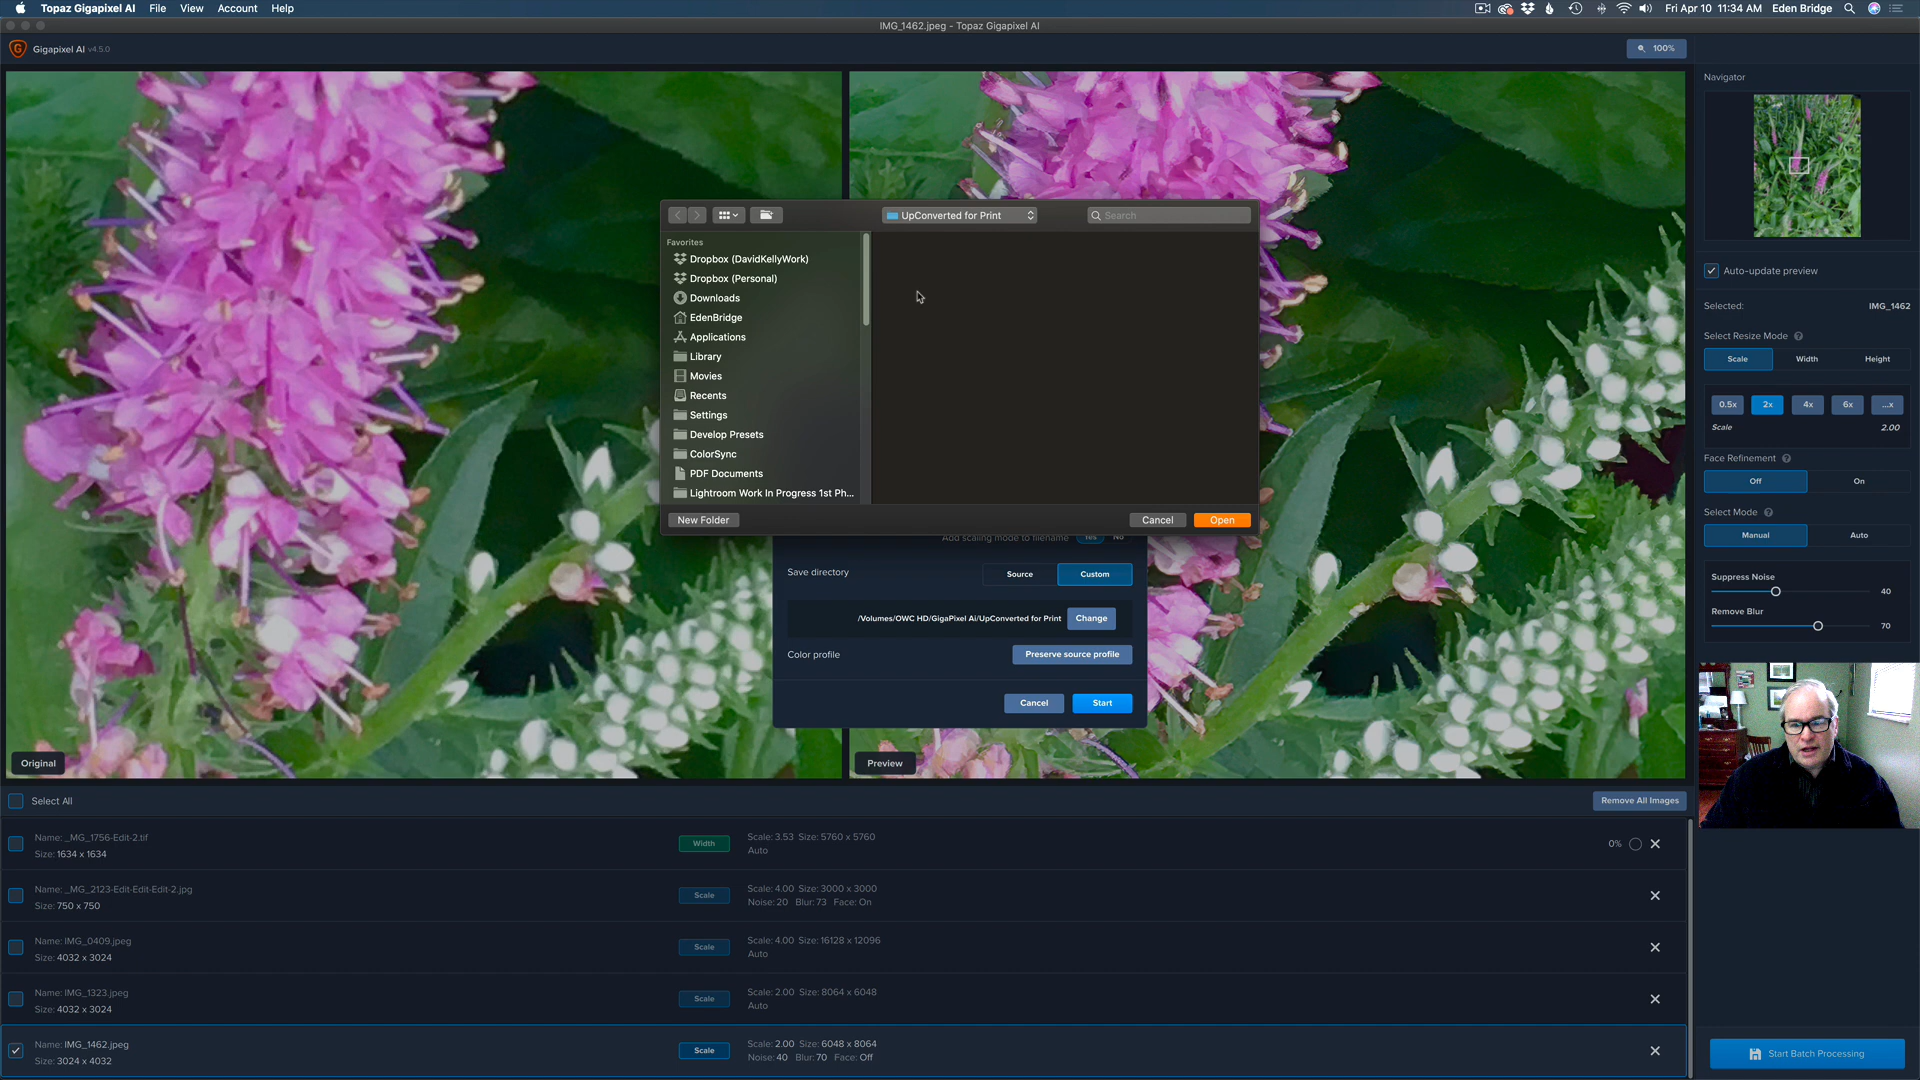 Topaz Gigapixel AI File View Account Help
Fri Apr 10 11:34 AM Eden Bridge
IMG_1462.jpeg - Topaz Gigapixel AI
Gigapixel AI v4.5.0
100%
Navigator
Auto-update preview
Selected: IMG_1462
Select Resize Mode ?
Scale Width Height
0.5x 2x 4x 6x ...x
Scale 2.00
Face Refinement ?
Off On
Select Mode ?
Manual Auto
Suppress Noise
40
Remove Blur
70
UpConverted for Print
Search
Favorites
Dropbox (DavidKellyWork)
Dropbox (Personal)
Downloads
EdenBridge
Applications
Library
Movies
Recents
Settings
Develop Presets
ColorSync
PDF Documents
Lightroom Work In Progress 1st Ph...
New Folder Cancel Open
Add scaling mode to filename Yes No
Save directory Source Custom
/Volumes/OWC HD/GigaPixel Ai/UpConverted for Print Change
Color profile Preserve source profile
Cancel Start
Original
Preview
Select All
Remove All Images
Name: _MG_1756-Edit-2.tif
Size: 1634 x 1634
Width
Scale: 3.53 Size: 5760 x 5760
Auto
0%
Name: _MG_2123-Edit-Edit-Edit-2.jpg
Size: 750 x 750
Scale
Scale: 4.00 Size: 3000 x 3000
Noise: 20 Blur: 73 Face: On
Name: IMG_0409.jpeg
Size: 4032 x 3024
Scale
Scale: 4.00 Size: 16128 x 12096
Auto
Name: IMG_1323.jpeg
Size: 4032 x 3024
Scale
Scale: 2.00 Size: 8064 x 6048
Auto
Name: IMG_1462.jpeg
Size: 3024 x 4032
Scale
Scale: 2.00 Size: 6048 x 8064
Noise: 40 Blur: 70 Face: Off
Start Batch Processing